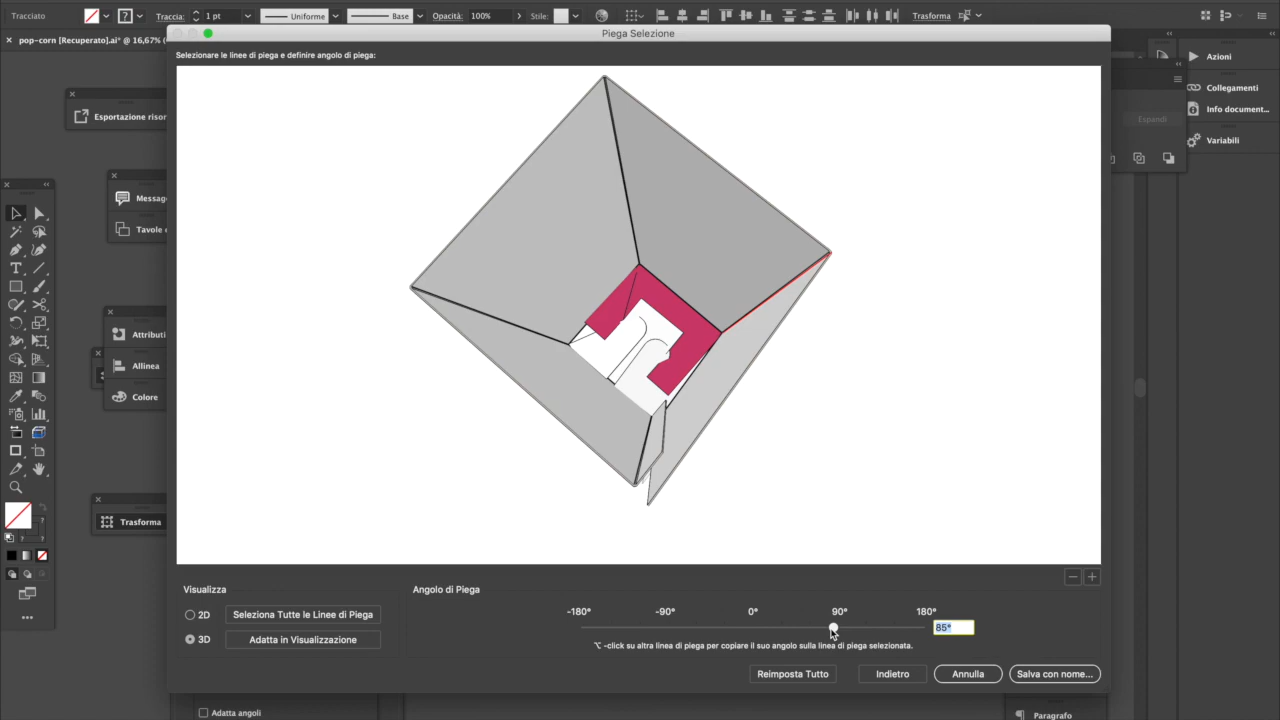 Tracciato
?
Traccia:
1 pt
Uniforme
Base
Opacità:
100%
Stile:
Trasforma
pop-corn [Recuperato].ai* @ 16,67% (
Piega Selezione
Selezionare le linee di piega e definire angolo di piega:
Esportazione risor
Messag
Tavole
Attributi
Allinea
Colore
Trasforma
Azioni
Collegamenti
Info document...
Variabili
Espandi
Visualizza
2D
Seleziona Tutte le Linee di Piega
3D
Adatta in Visualizzazione
Angolo di Piega
-180°
-90°
0°
90°
180°
85°
⌥ -click su altra linea di piega per copiare il suo angolo sulla linea di piega selezionata.
Reimposta Tutto
Indietro
Annulla
Salva con nome...
Adatta angoli
Paragrafo